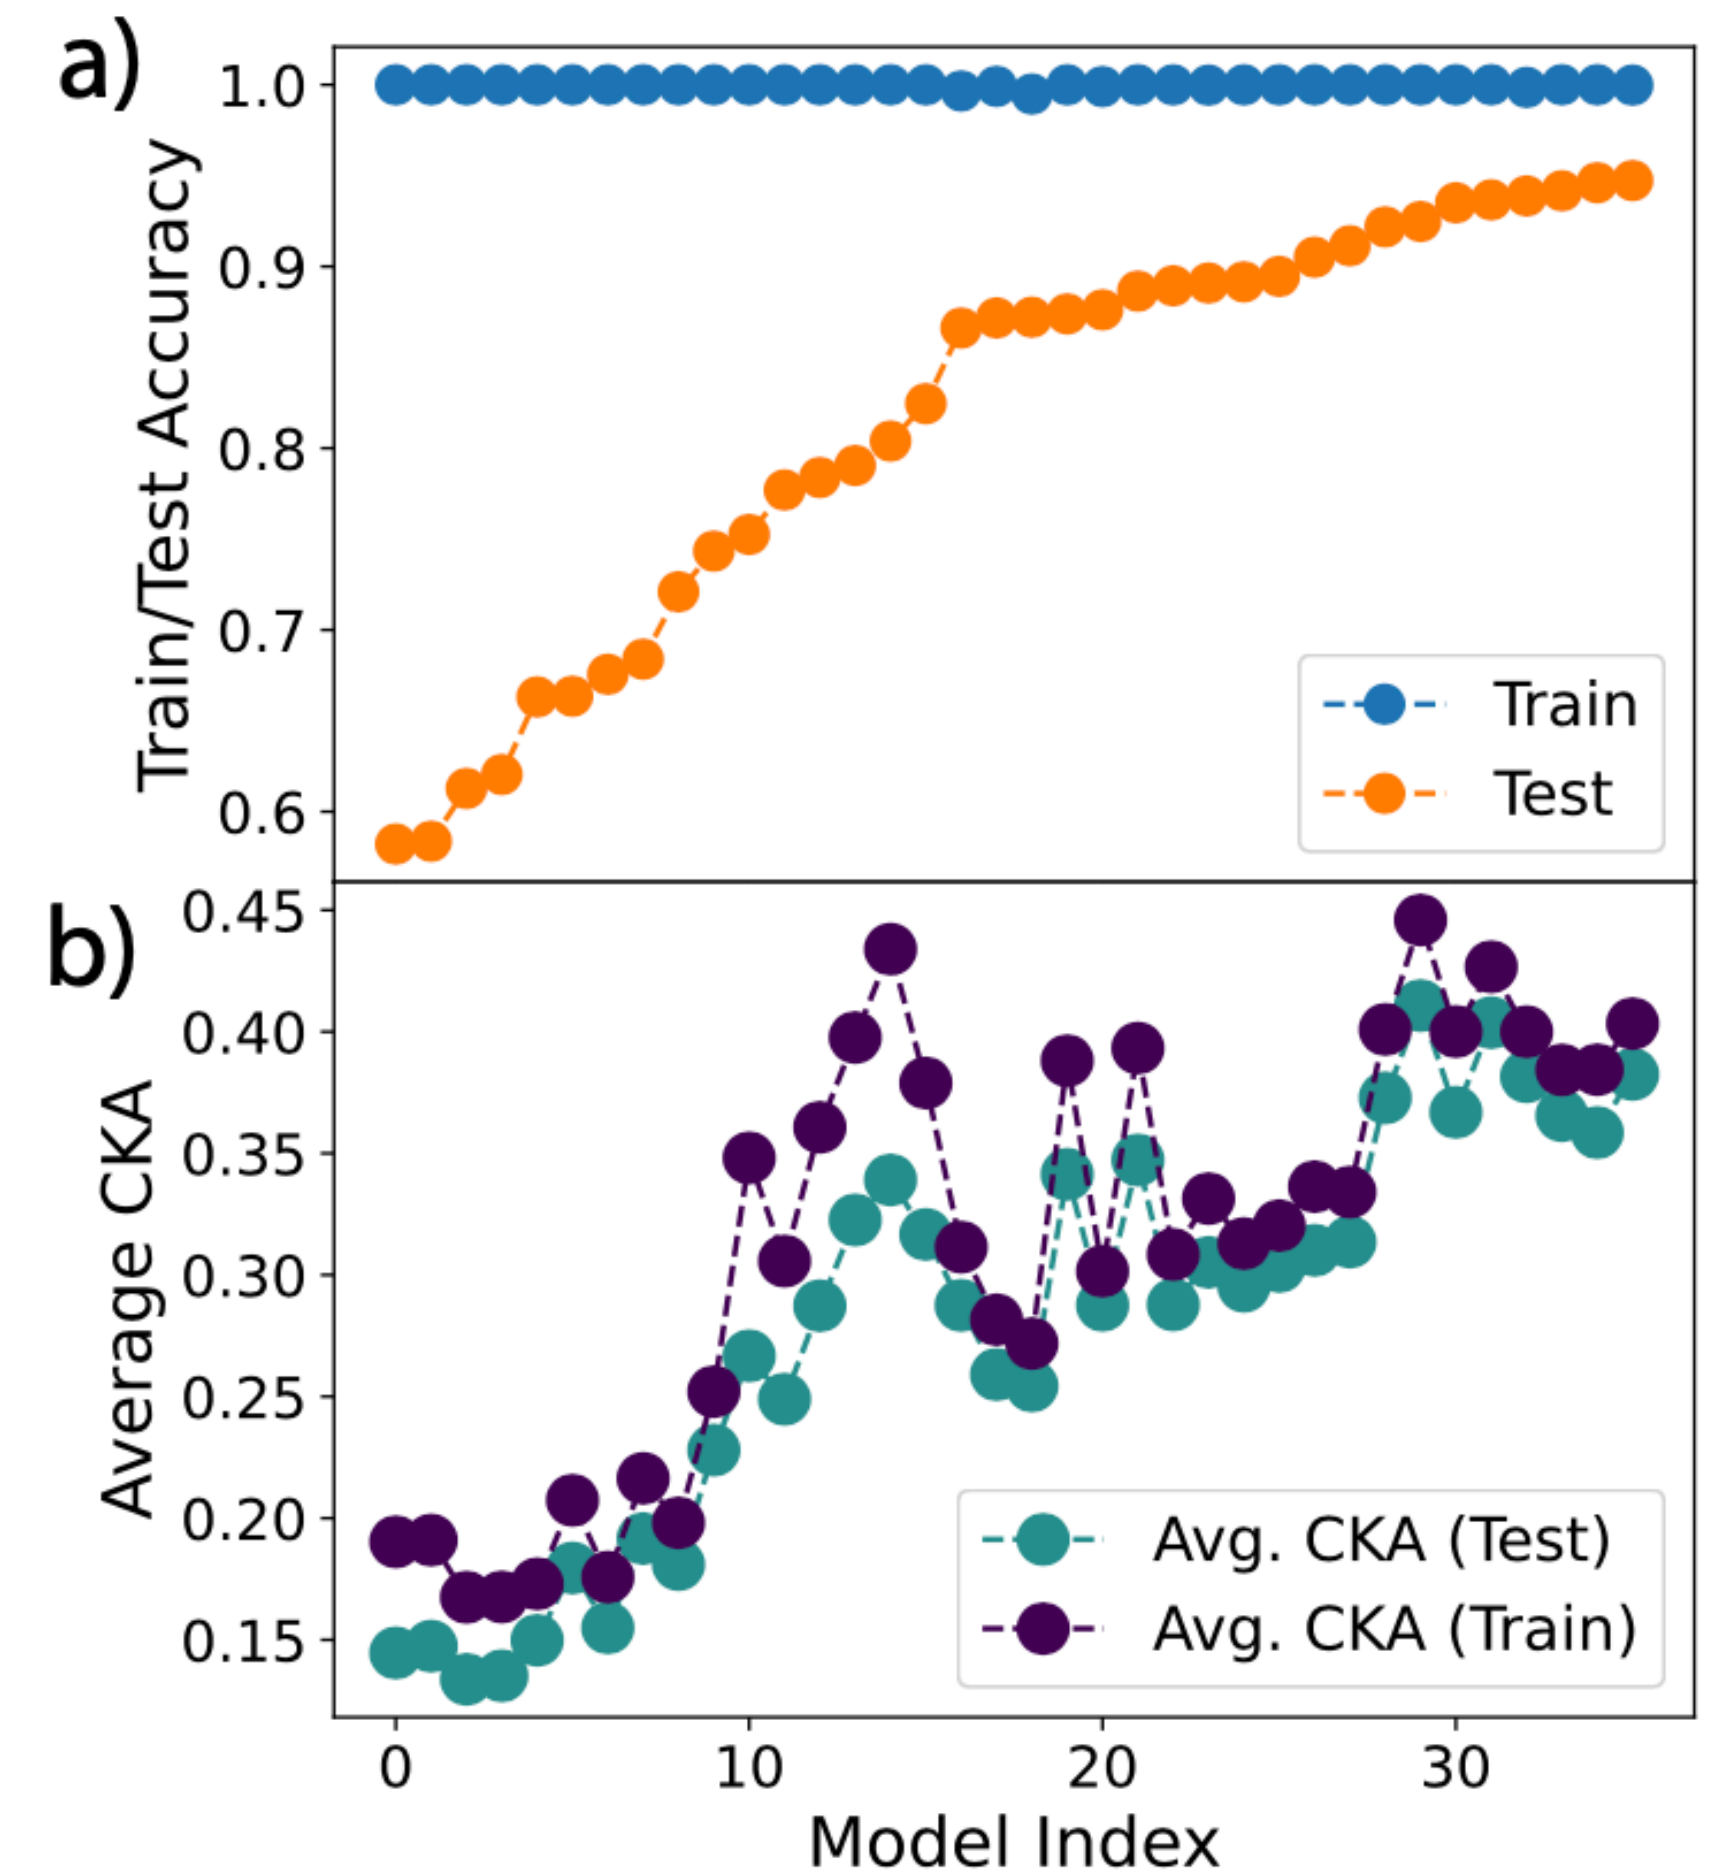 a)
Train/Test Accuracy
1.0
0.9
0.8
0.7
0.6
Train
Test
b)
Average CKA
0.45
0.40
0.35
0.30
0.25
0.20
0.15
Avg. CKA (Test)
Avg. CKA (Train)
0 10 20 30
Model Index